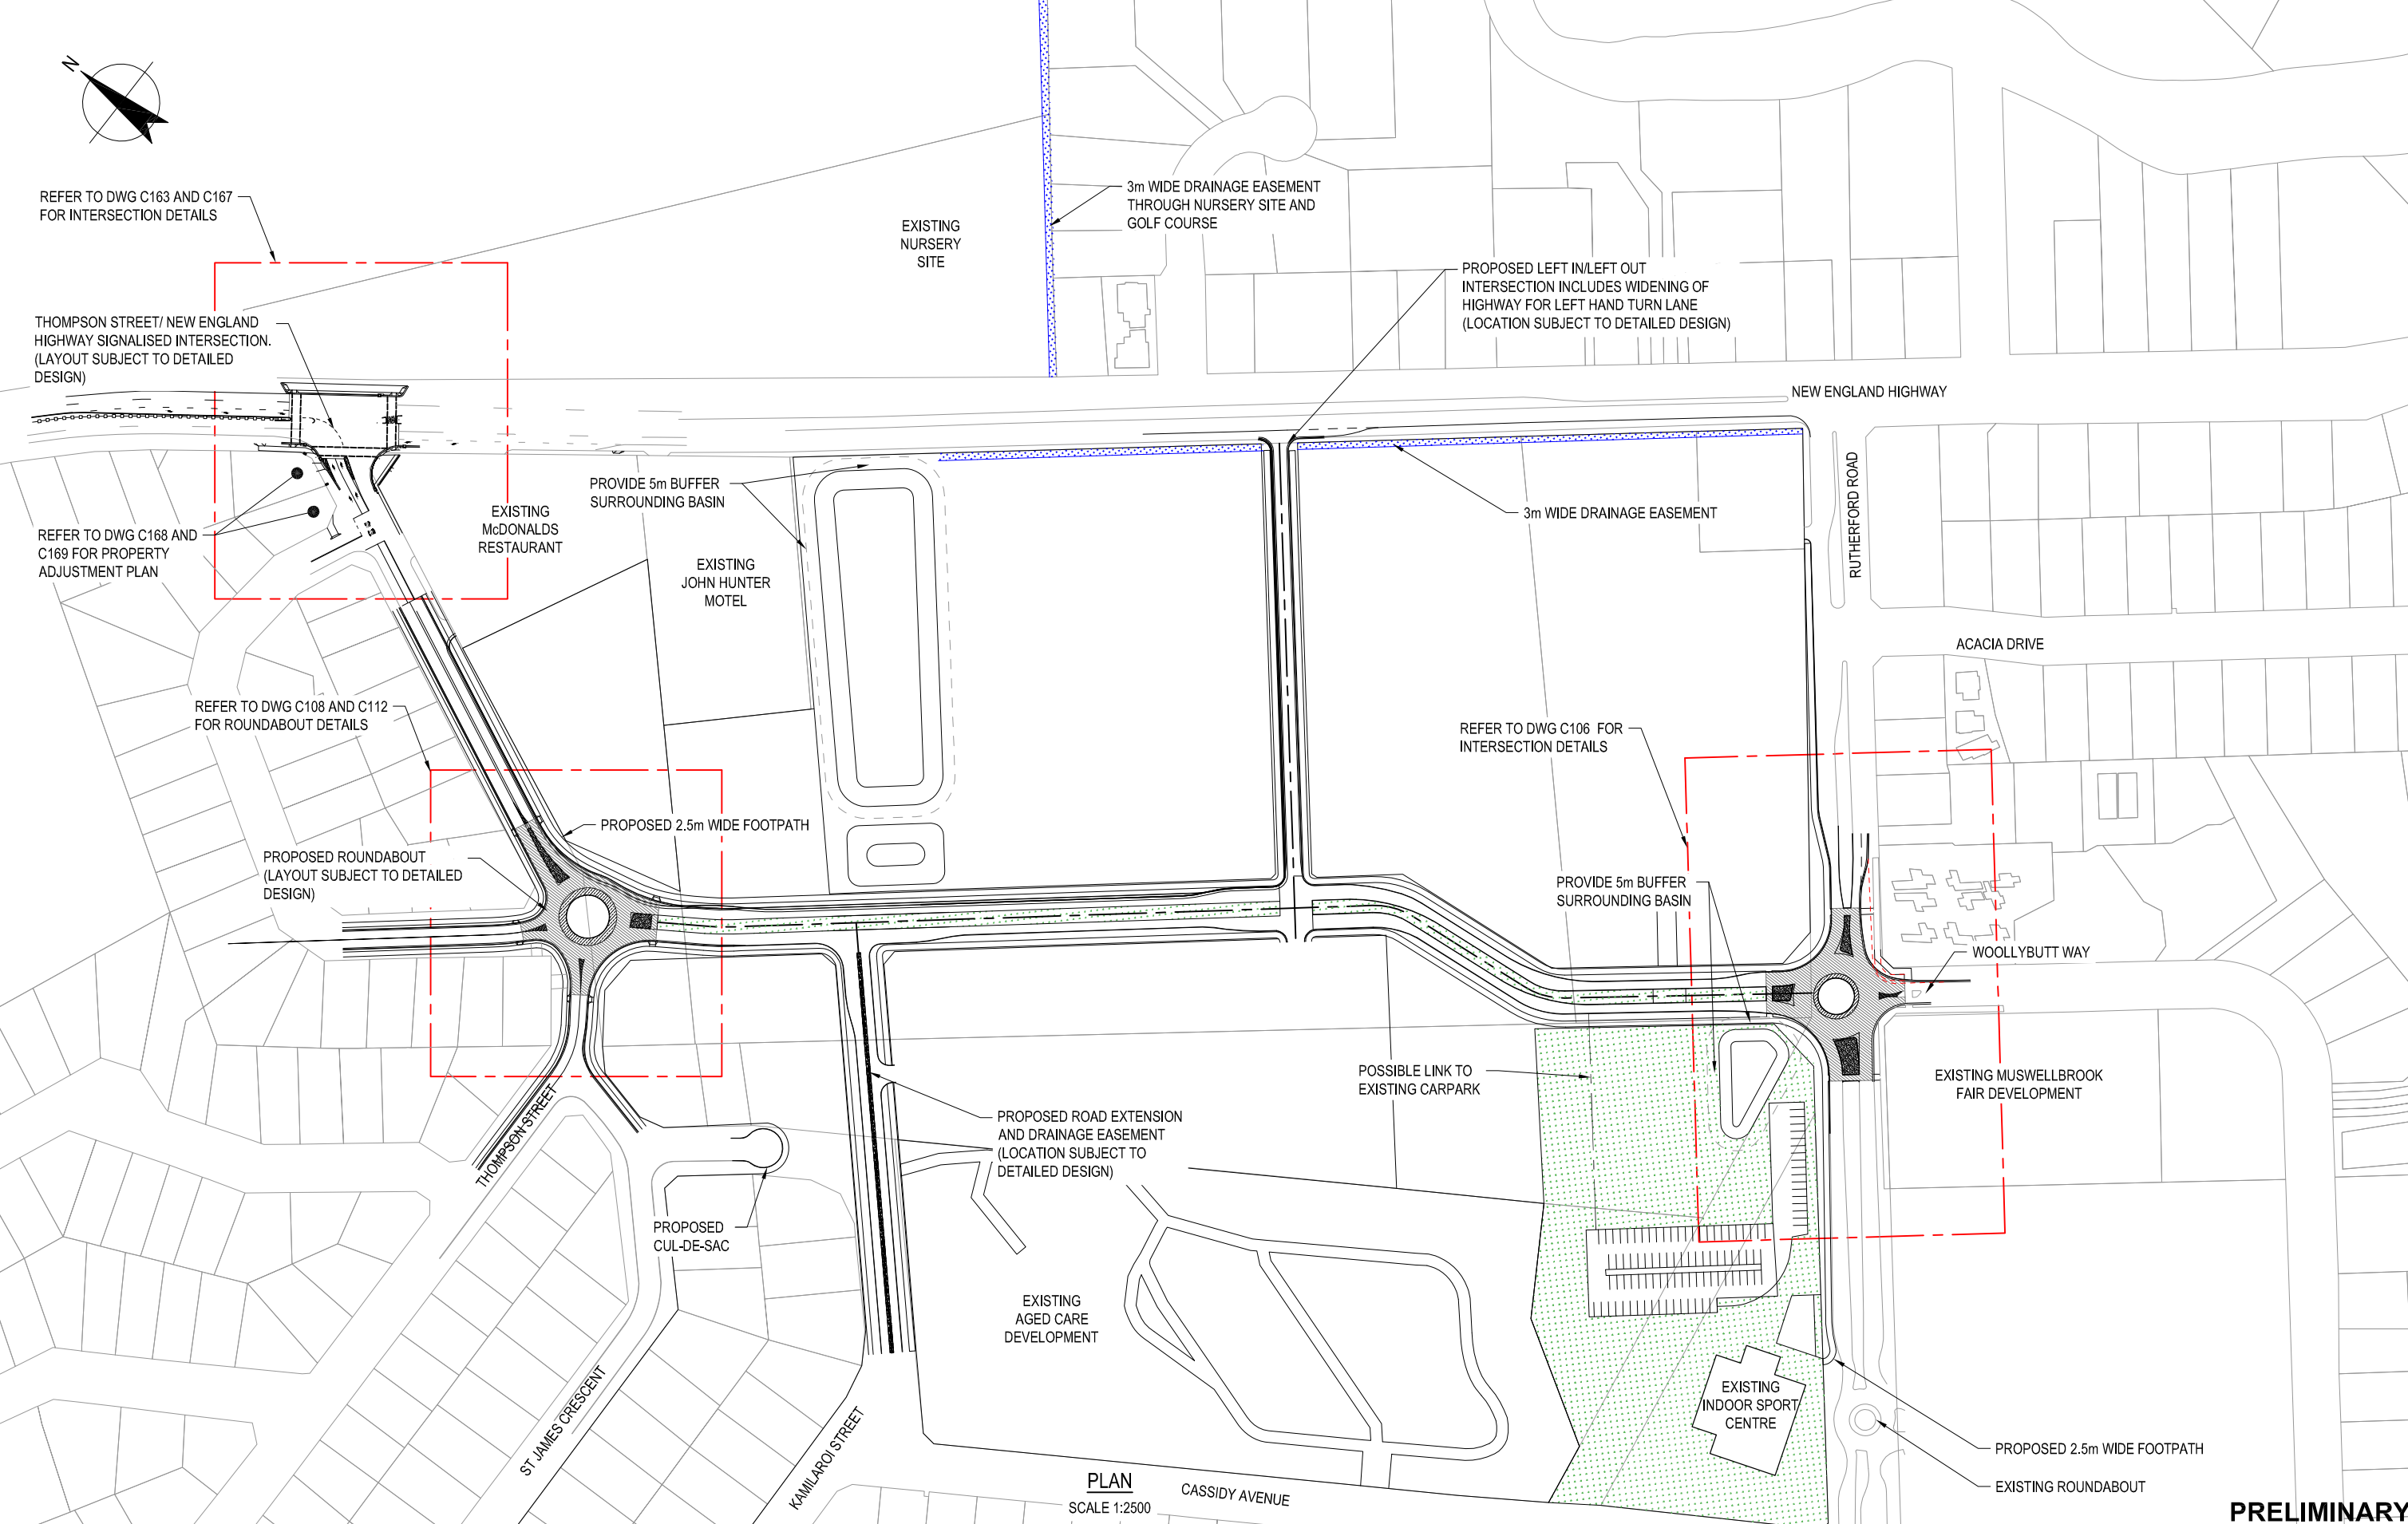 N
REFER TO DWG C163 AND C167
FOR INTERSECTION DETAILS
THOMPSON STREET/ NEW ENGLAND
HIGHWAY SIGNALISED INTERSECTION.
(LAYOUT SUBJECT TO DETAILED
DESIGN)
REFER TO DWG C168 AND
C169 FOR PROPERTY
ADJUSTMENT PLAN
EXISTING
NURSERY
SITE
3m WIDE DRAINAGE EASEMENT
THROUGH NURSERY SITE AND
GOLF COURSE
PROPOSED LEFT IN/LEFT OUT
INTERSECTION INCLUDES WIDENING OF
HIGHWAY FOR LEFT HAND TURN LANE
(LOCATION SUBJECT TO DETAILED DESIGN)
NEW ENGLAND HIGHWAY
EXISTING
McDONALDS
RESTAURANT
PROVIDE 5m BUFFER
SURROUNDING BASIN
EXISTING
JOHN HUNTER
MOTEL
3m WIDE DRAINAGE EASEMENT
RUTHERFORD ROAD
ACACIA DRIVE
REFER TO DWG C108 AND C112
FOR ROUNDABOUT DETAILS
REFER TO DWG C106 FOR
INTERSECTION DETAILS
PROPOSED 2.5m WIDE FOOTPATH
PROPOSED ROUNDABOUT
(LAYOUT SUBJECT TO DETAILED
DESIGN)
PROVIDE 5m BUFFER
SURROUNDING BASIN
WOOLLYBUTT WAY
EXISTING MUSWELLBROOK
FAIR DEVELOPMENT
POSSIBLE LINK TO
EXISTING CARPARK
PROPOSED ROAD EXTENSION
AND DRAINAGE EASEMENT
(LOCATION SUBJECT TO
DETAILED DESIGN)
THOMPSON STREET
PROPOSED
CUL-DE-SAC
EXISTING
AGED CARE
DEVELOPMENT
ST JAMES CRESCENT
KAMILAROI STREET
EXISTING
INDOOR SPORT
CENTRE
PROPOSED 2.5m WIDE FOOTPATH
EXISTING ROUNDABOUT
PLAN
SCALE 1:2500
CASSIDY AVENUE
PRELIMINARY